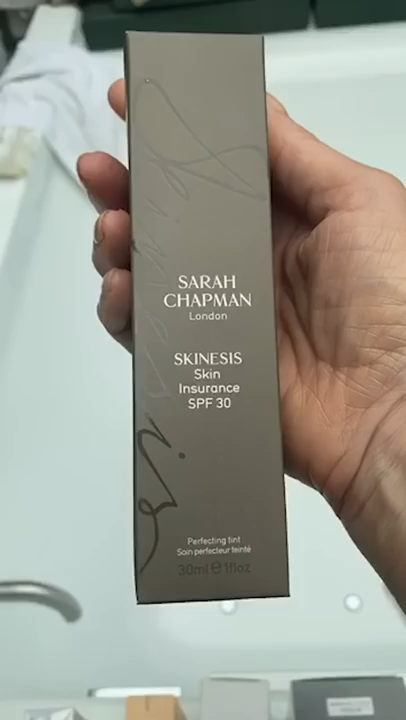 SARAH
CHAPMAN
London
SKINESIS
Skin
Insurance
SPF 30
Perfecting tint
Soin perfecteur teinté
30ml ℮ 1floz